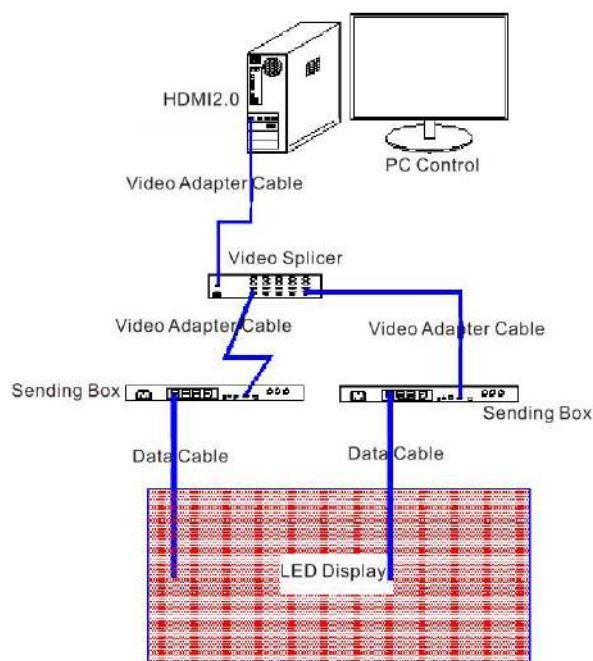 HDMI2.0
PC Control
Video Adapter Cable
Video Splicer
Video Adapter Cable
Video Adapter Cable
Sending Box
Sending Box
Data Cable
Data Cable
LED Display